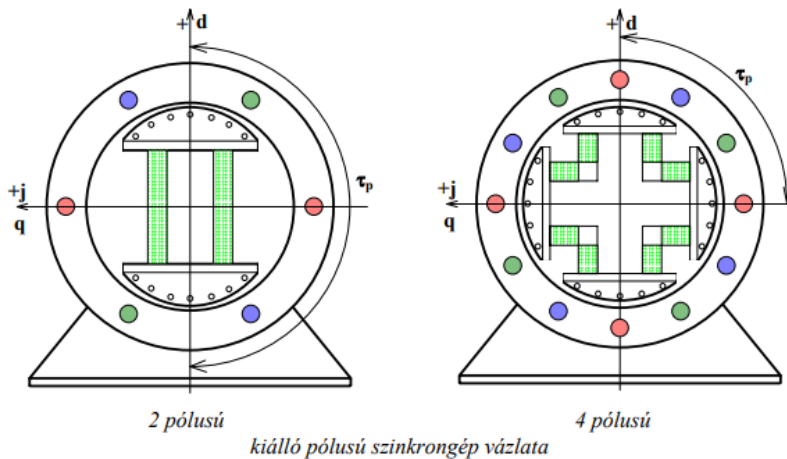 + d
τp
+j
q
+ d
τp
+j
q
2 pólusú
4 pólusú
kiálló pólusú szinkrongép vázlata